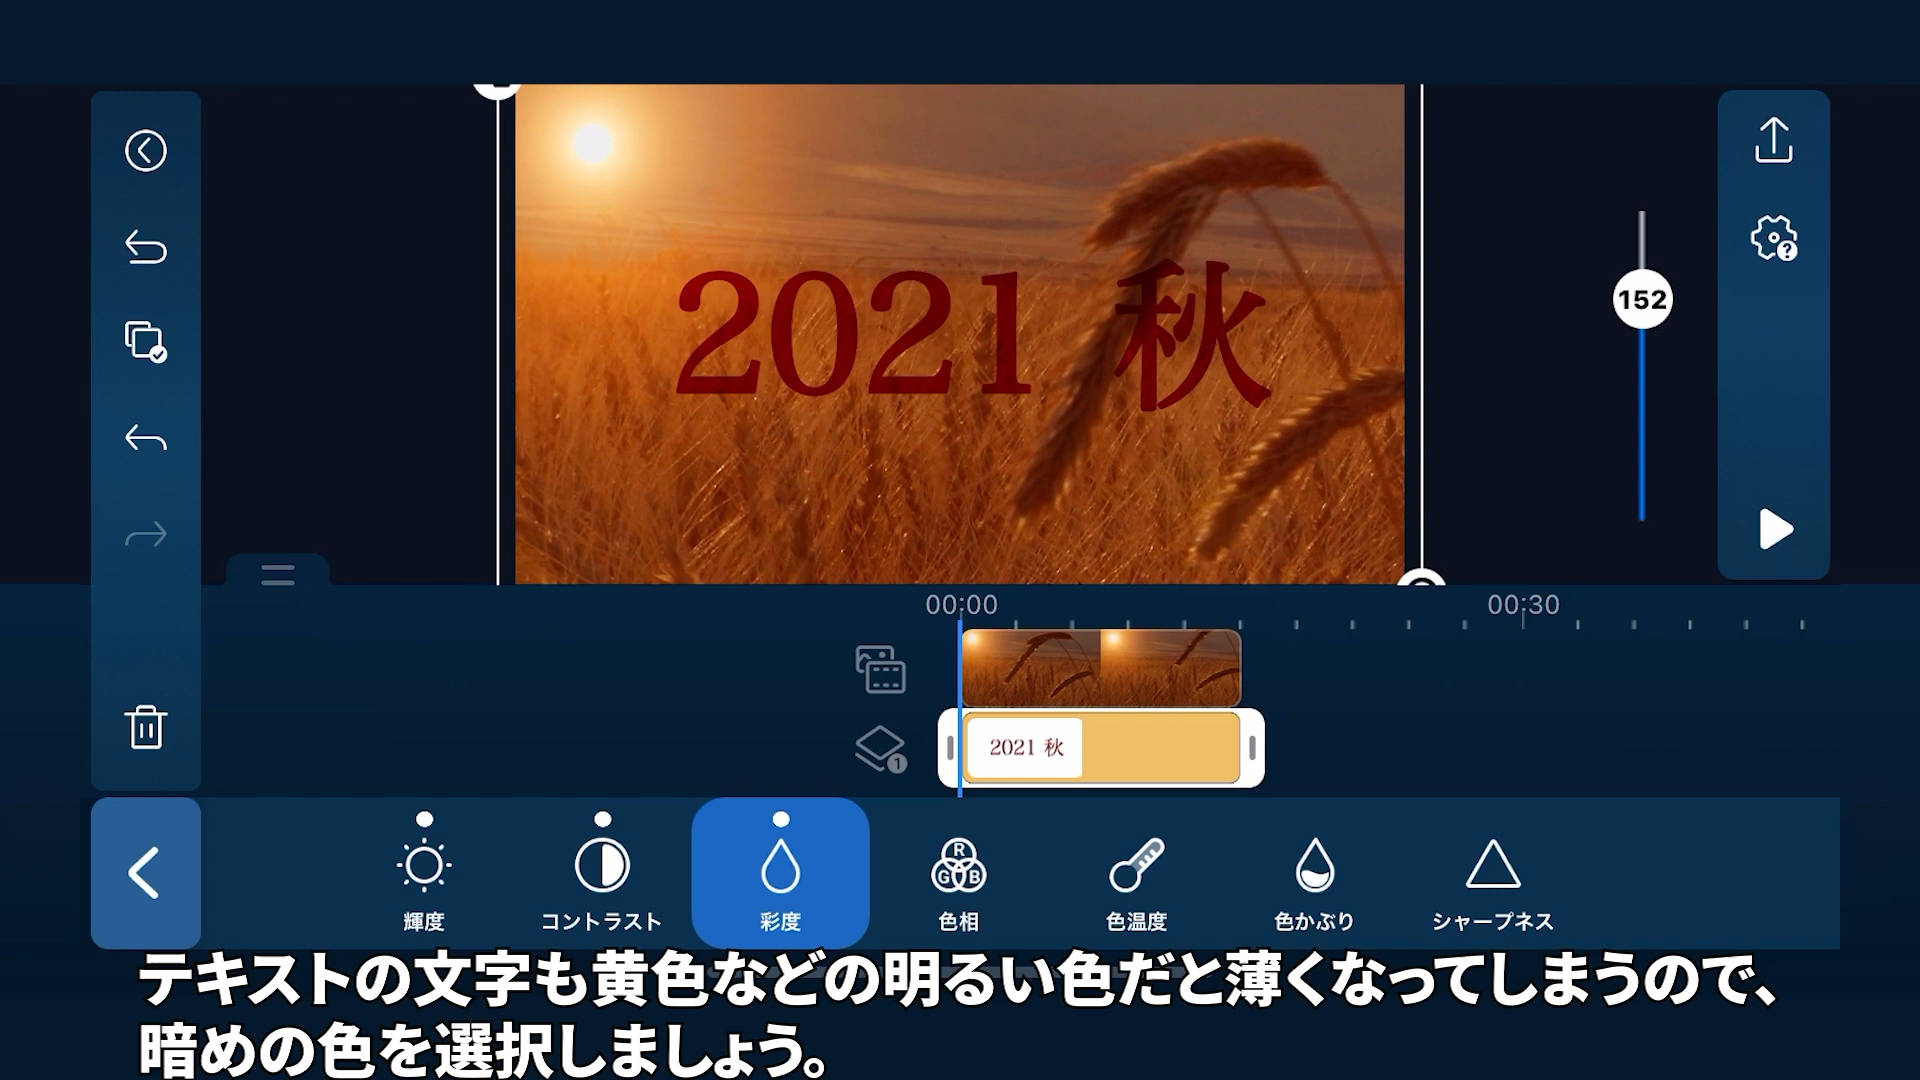 2021 秋
152
00:00
00:30
2021 秋
1
輝度
コントラスト
彩度
R
G B
色相
色温度
色かぶり
シャープネス
テキストの文字も黄色などの明るい色だと薄くなってしまうので、
暗めの色を選択しましょう。